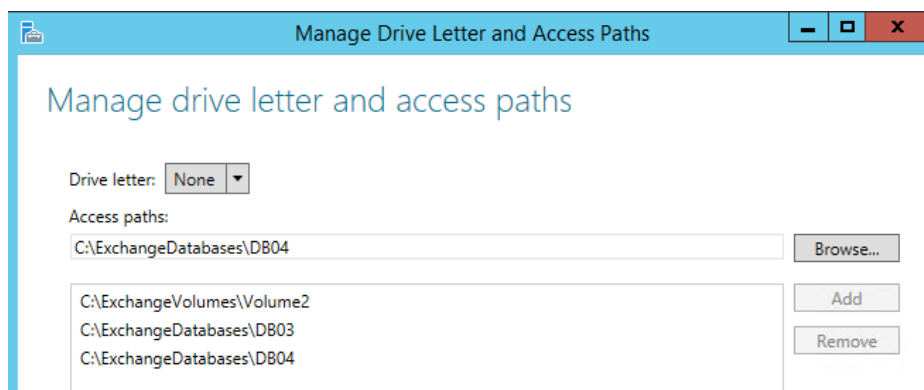 Manage Drive Letter and Access Paths
Manage drive letter and access paths
Drive letter: None
Access paths:
C:\ExchangeDatabases\DB04 Browse...
C:\ExchangeVolumes\Volume2 Add
C:\ExchangeDatabases\DB03
Remove
C:\ExchangeDatabases\DB04